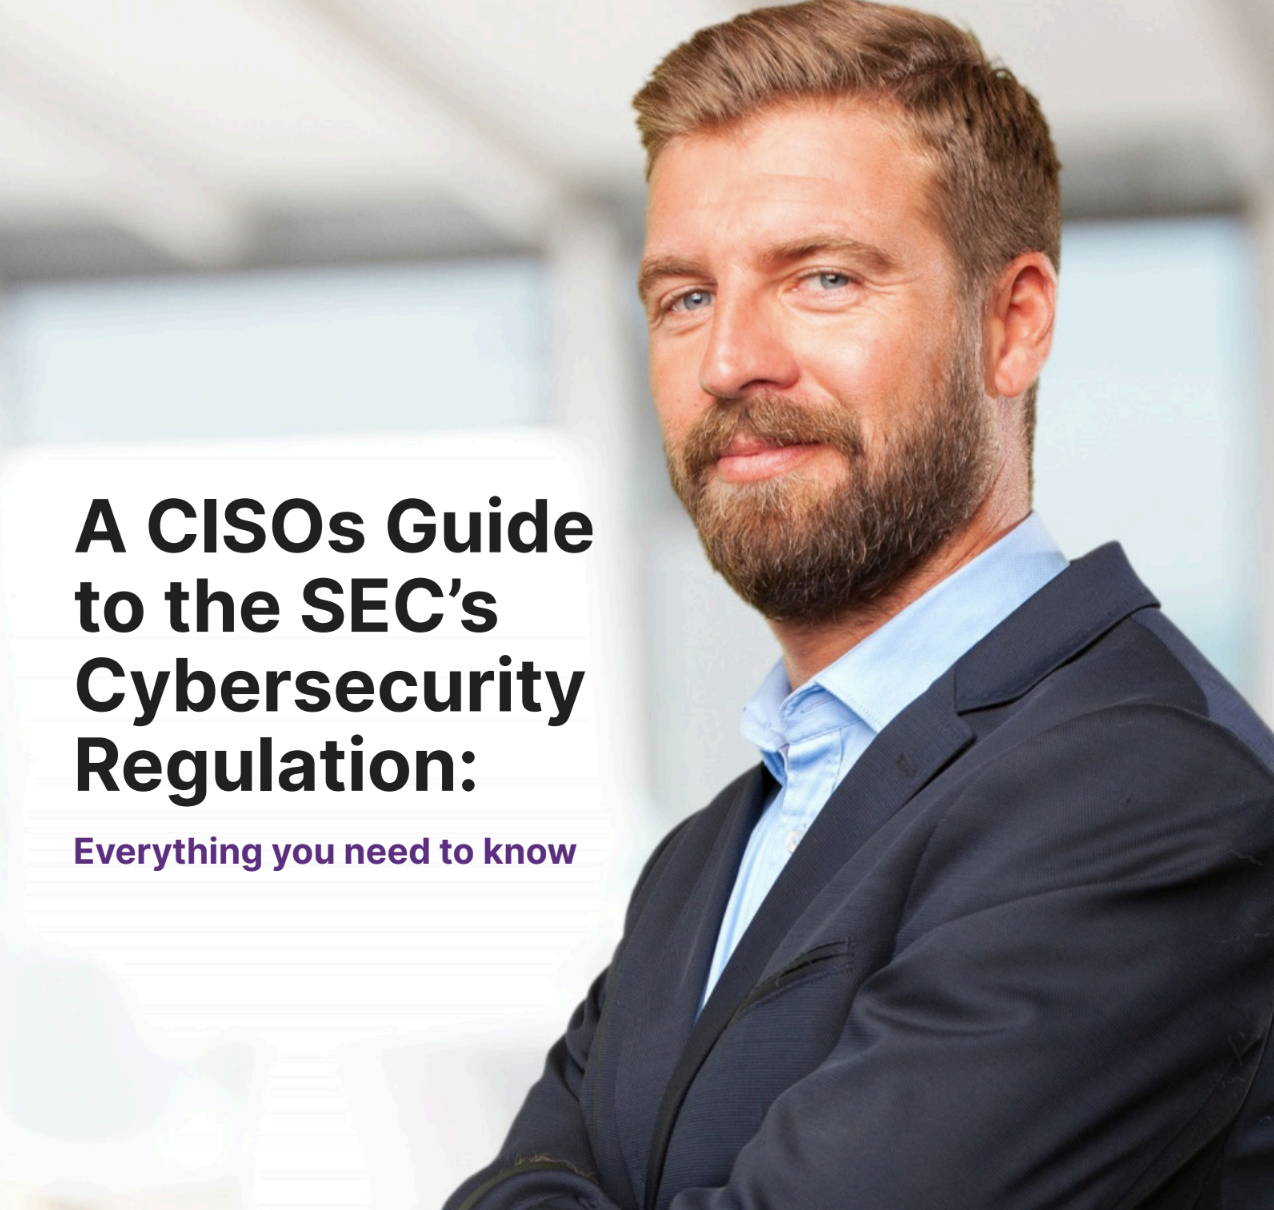 A CISOs Guide
to the SEC’s
Cybersecurity
Regulation:
Everything you need to know